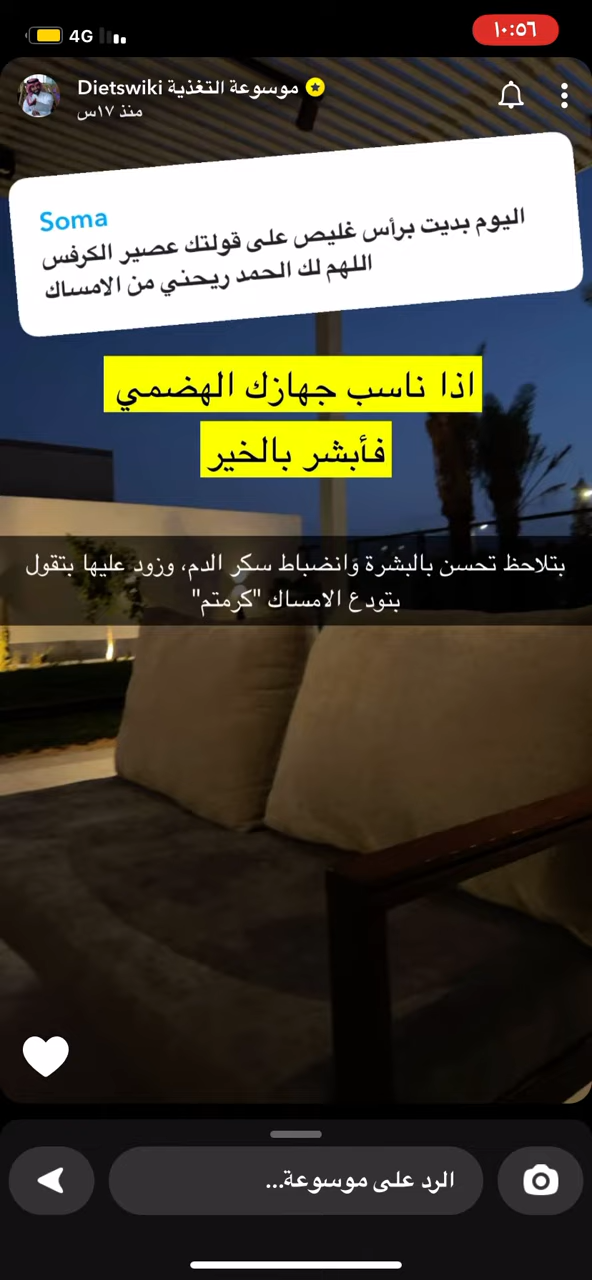 ١٠:٥٦
4G
Dietswiki موسوعة التغذية
منذ ١٧س
Soma
اليوم بديت برأس غليص على قولتك عصير الكرفس
اللهم لك الحمد ريحني من الامساك
اذا ناسب جهازك الهضمي
فأبشر بالخير
بتلاحظ تحسن بالبشرة وَانضباط سكر الدم، وزود عليها بتقول
بتودع الامساك "كرمتم"
الرد على موسوعة...